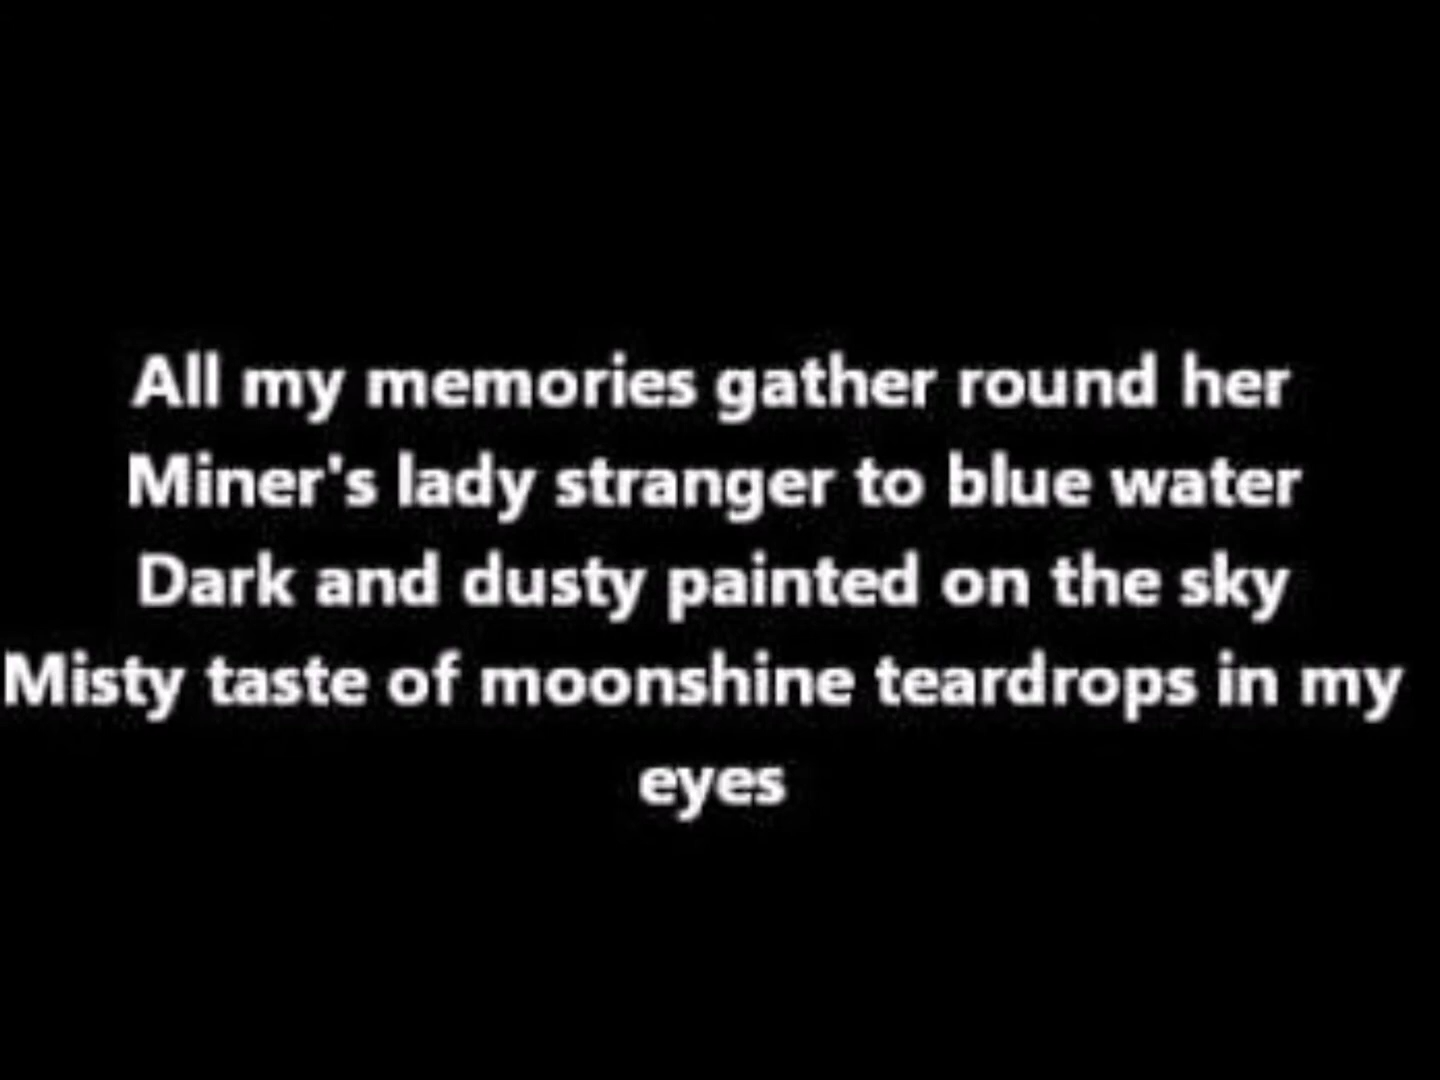 All my memories gather round her
Miner's lady stranger to blue water
Dark and dusty painted on the sky
Misty taste of moonshine teardrops in my
eyes